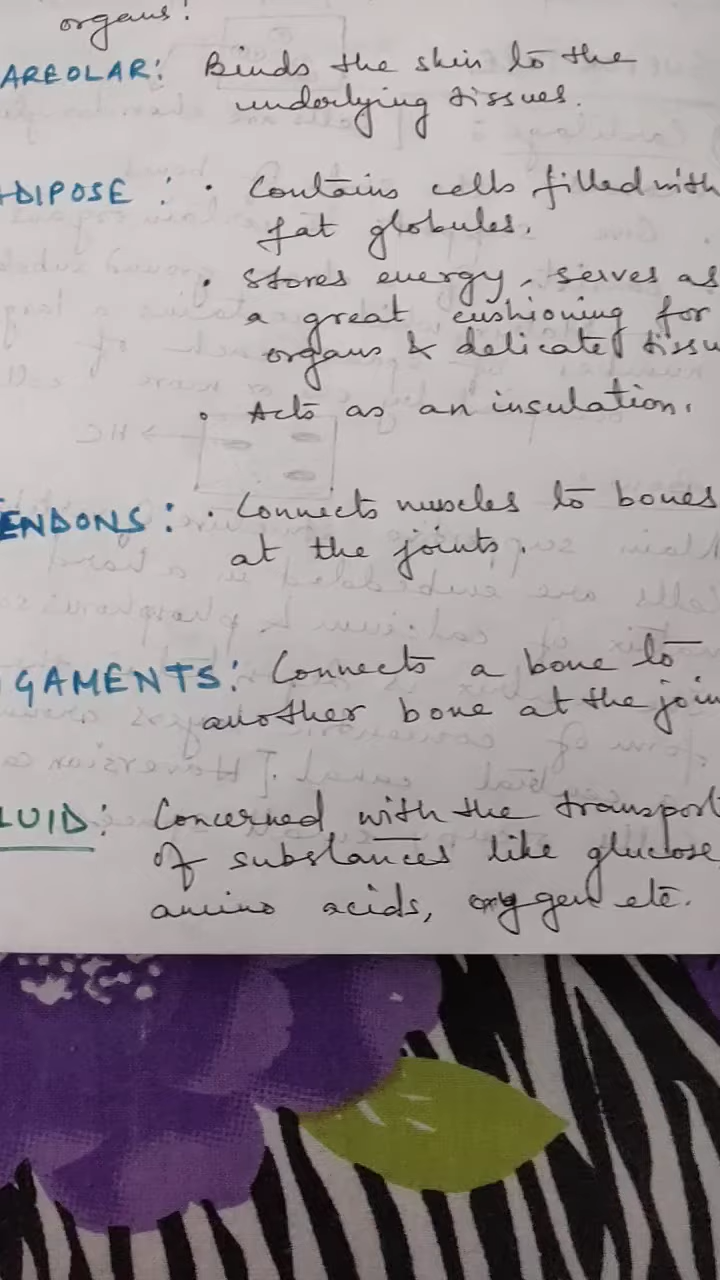 organs!
AREOLAR: Binds the skin to the
underlying tissues.
ADIPOSE : • Contains cells filled with
fat globules.
• Stores energy, serves as
a great cushioning for
organs & delicate tissu
• Acts as an insulation.
ENDONS : • Connects muscles to bones
at the joints.
GAMENTS: Connects a bone to
another bone at the join
LUID: Concerned with the transport
of substances like glucose,
amino acids, oxygen etc.